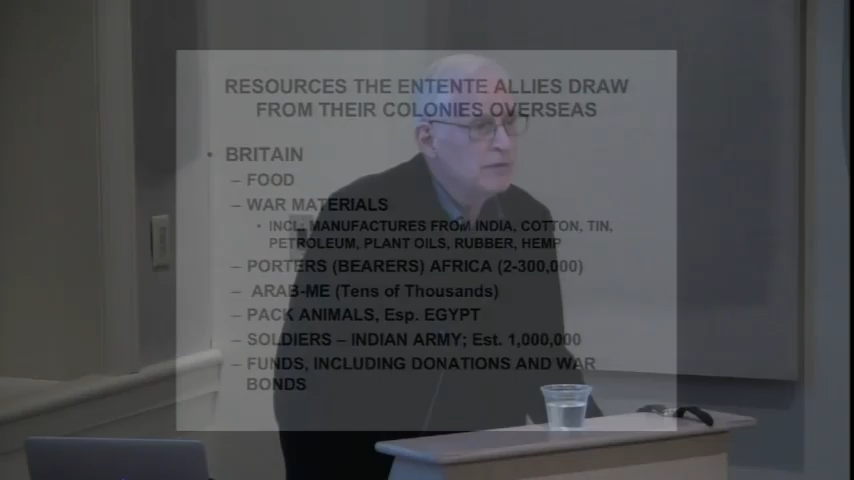 RESOURCES THE ENTENTE ALLIES DRAW
FROM THEIR COLONIES OVERSEAS
• BRITAIN
– FOOD
– WAR MATERIALS
• INCL: MANUFACTURES FROM INDIA, COTTON, TIN,
PETROLEUM, PLANT OILS, RUBBER, HEMP
– PORTERS (BEARERS) AFRICA (2-300,000)
– ARAB-ME (Tens of Thousands)
– PACK ANIMALS, Esp. EGYPT
– SOLDIERS – INDIAN ARMY; Est. 1,000,000
– FUNDS, INCLUDING DONATIONS AND WAR
BONDS